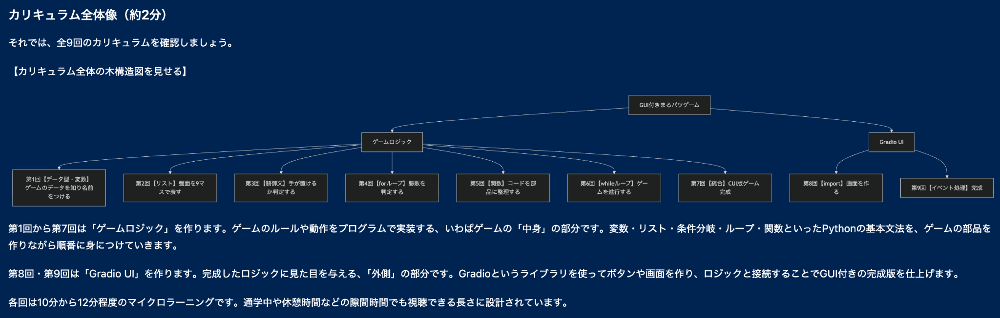 カリキュラム全体像（約2分）
それでは、全9回のカリキュラムを確認しましょう。
【カリキュラム全体の木構造図を見せる】
GUI付きまるバツゲーム
ゲームロジック
Gradio UI
第1回【データ型・変数】
ゲームのデータを知り名前
をつける
第2回【リスト】盤面を9マ
スで表す
第3回【制御文】手が置ける
か判定する
第4回【forループ】勝敗を
判定する
第5回【関数】コードを部
品に整理する
第6回【whileループ】ゲー
ムを進行する
第7回【統合】CUI版ゲーム
完成
第8回【import】画面を作
る
第9回【イベント処理】完成
第1回から第7回は「ゲームロジック」を作ります。ゲームのルールや動作をプログラムで実装する、いわばゲームの「中身」の部分です。変数・リスト・条件分岐・ループ・関数といったPythonの基本文法を、ゲームの部品を
作りながら順番に身につけていきます。
第8回・第9回は「Gradio UI」を作ります。完成したロジックに見た目を与える、「外側」の部分です。Gradioというライブラリを使ってボタンや画面を作り、ロジックと接続することでGUI付きの完成版を仕上げます。
各回は10分から12分程度のマイクロラーニングです。通学中や休憩時間などの隙間時間でも視聴できる長さに設計されています。